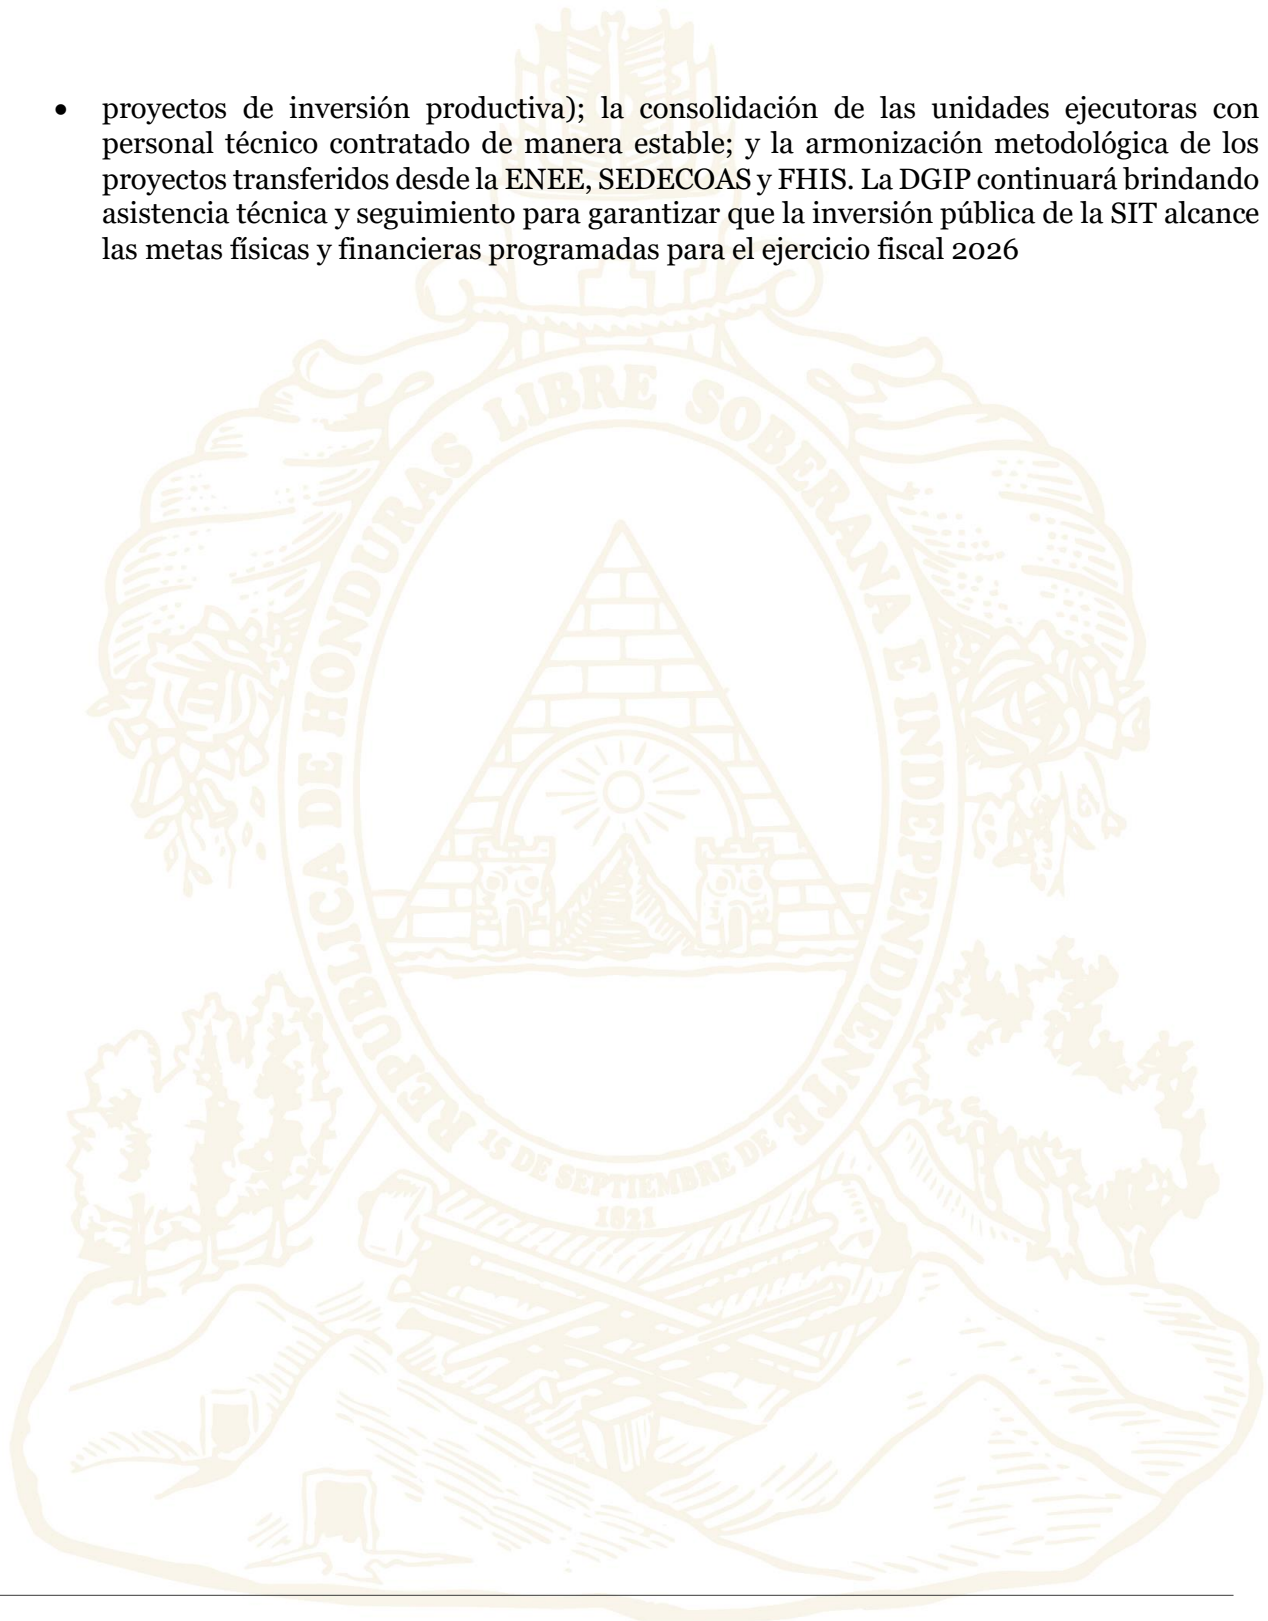 • proyectos de inversión productiva); la consolidación de las unidades ejecutoras con
personal técnico contratado de manera estable; y la armonización metodológica de los
proyectos transferidos desde la ENEE, SEDECOAS y FHIS. La DGIP continuará brindando
asistencia técnica y seguimiento para garantizar que la inversión pública de la SIT alcance
las metas físicas y financieras programadas para el ejercicio fiscal 2026
REPUBLICA DE HONDURAS LIBRE SOBERANA E INDEPENDIENTE
15 DE SEPTIEMBRE DE
1821